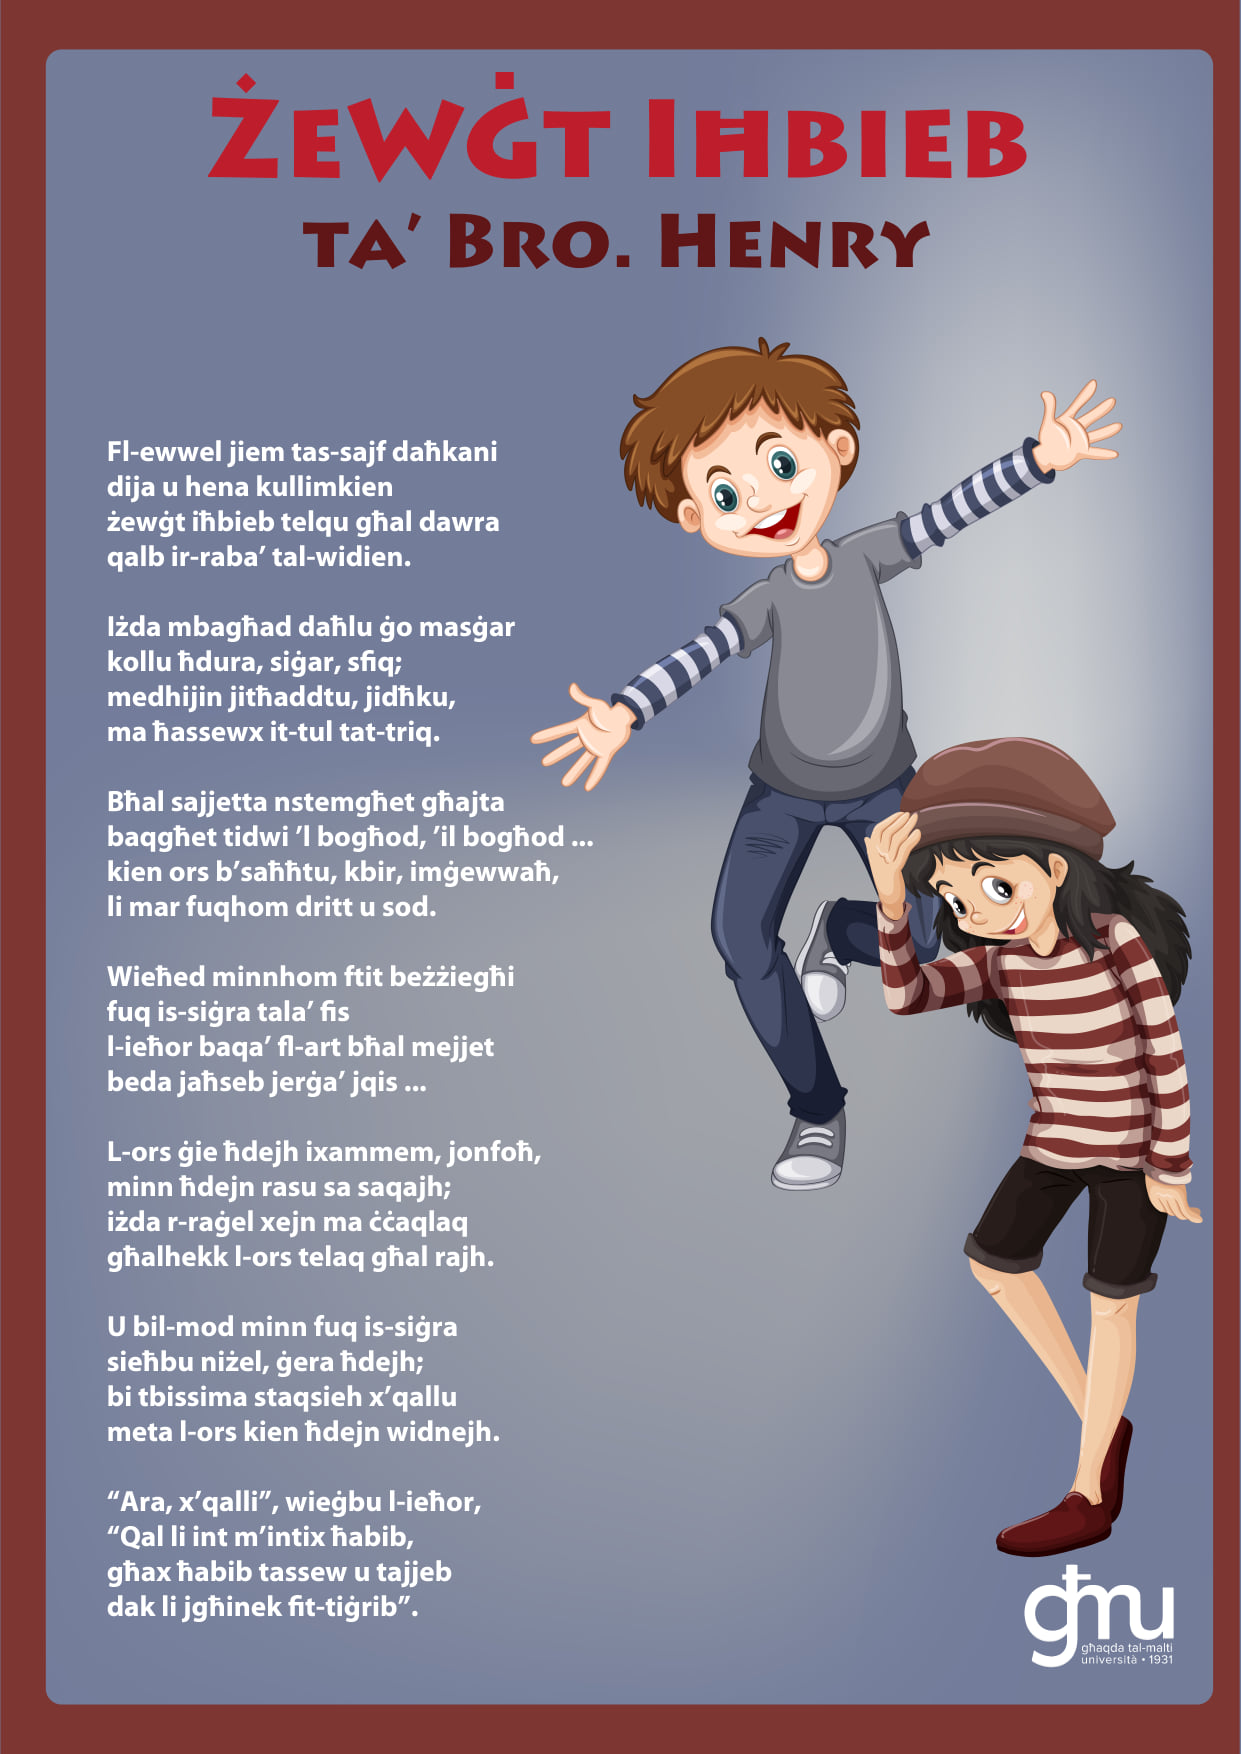 Żewġt Iħbieb
ta’ Bro. Henry
Fl-ewwel jiem tas-sajf daħkani
dija u hena kullimkien
żewġt iħbieb telqu għal dawra
qalb ir-raba’ tal-widien.
Iżda mbagħad daħlu ġo masġar
kollu ħdura, siġar, sfiq;
medhijin jitħaddtu, jidħku,
ma ħassewx it-tul tat-triq.
Bħal sajjetta nstemgħet għajta
baqgħet tidwi ’l bogħod, ’il bogħod ...
kien ors b’saħħtu, kbir, imġewwaħ,
li mar fuqhom dritt u sod.
Wieħed minnhom ftit beżżiegħi
fuq is-siġra tala’ fis
l-ieħor baqa’ fl-art bħal mejjet
beda jaħseb jerġa’ jqis ...
L-ors ġie ħdejh ixammem, jonfoħ,
minn ħdejn rasu sa saqajh;
iżda r-raġel xejn ma ċċaqlaq
għalhekk l-ors telaq għal rajh.
U bil-mod minn fuq is-siġra
sieħbu niżel, ġera ħdejh;
bi tbissima staqsieh x’qallu
meta l-ors kien ħdejn widnejh.
“Ara, x’qalli”, wieġbu l-ieħor,
“Qal li int m’intix ħabib,
għax ħabib tassew u tajjeb
dak li jgħinek fit-tiġrib”.
għmu
għaqda tal-malti
università • 1931